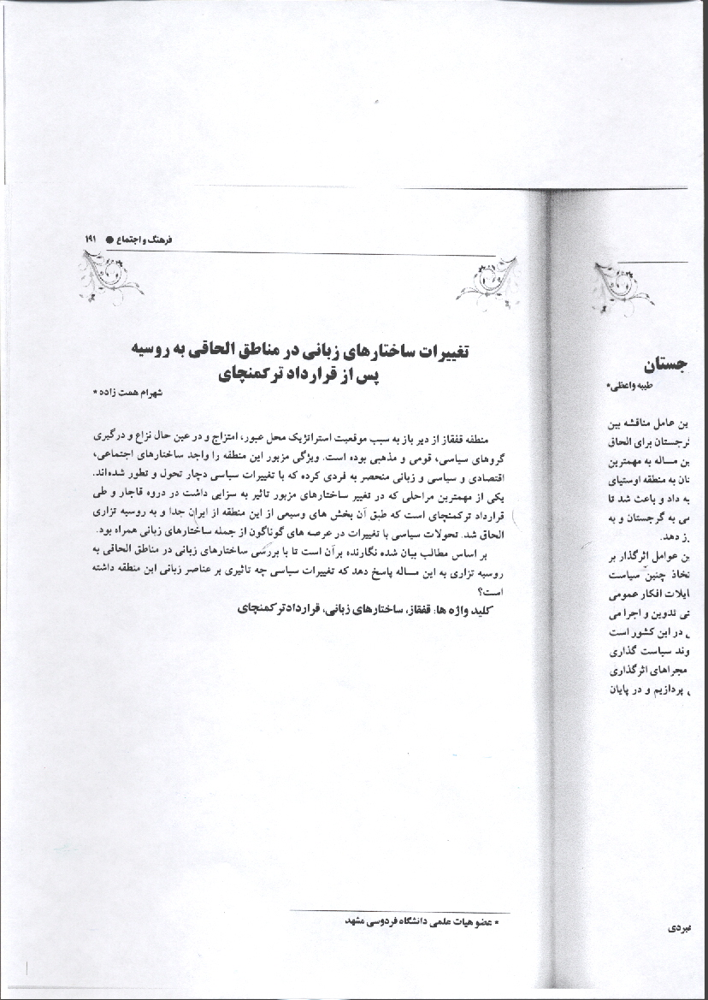 فرهنگ و اجتماع ● ۱۹۱
تغییرات ساختارهای زبانی در مناطق الحاقی به روسیه
پس از قرارداد ترکمنچای
شهرام همت زاده *
منطقه قفقاز از دیر باز به سبب موقعیت استراتژیک محل عبور، امتزاج و در عین حال نزاع و درگیری
گروهای سیاسی، قومی و مذهبی بوده است. ویژگی مزبور این منطقه را واجد ساختارهای اجتماعی،
اقتصادی و سیاسی و زبانی منحصر به فردی کرده که با تغییرات سیاسی دچار تحول و تطور شده‌اند.
یکی از مهمترین مراحلی که در تغییر ساختارهای مزبور تاثیر به سزایی داشت در دروه قاجار و طی
قرارداد ترکمنچای است که طبق آن بخش های وسیعی از این منطقه از ایران جدا و به روسیه تزاری
الحاق شد. تحولات سیاسی با تغییرات در عرصه های گوناگون از جمله ساختارهای زبانی همراه بود.
بر اساس مطالب بیان شده نگارنده برآن است تا با بررسی ساختارهای زبانی در مناطق الحاقی به
روسیه تزاری به این مساله پاسخ دهد که تغییرات سیاسی چه تاثیری بر عناصر زبانی این منطقه داشته
است؟
کلید واژه ها: قفقاز، ساختارهای زبانی، قراردادترکمنچای
* عضو هیات علمی دانشگاه فردوسی مشهد
جستان
طیبه واعظی*
ین عامل مناقشه بین
گرجستان برای الحاق
ین مساله به مهمترین
تان به منطقه اوستیای
به داد و باعث شد تا
می به گرجستان و به
ز دهد.
ین عوامل اثرگذار بر
تخاذ چنین سیاست
ایلات افکار عمومی
نی تدوین و اجرا می
در این کشور است
وند سیاست گذاری
مجراهای اثرگذاری
پردازیم و در پایان
هبردی